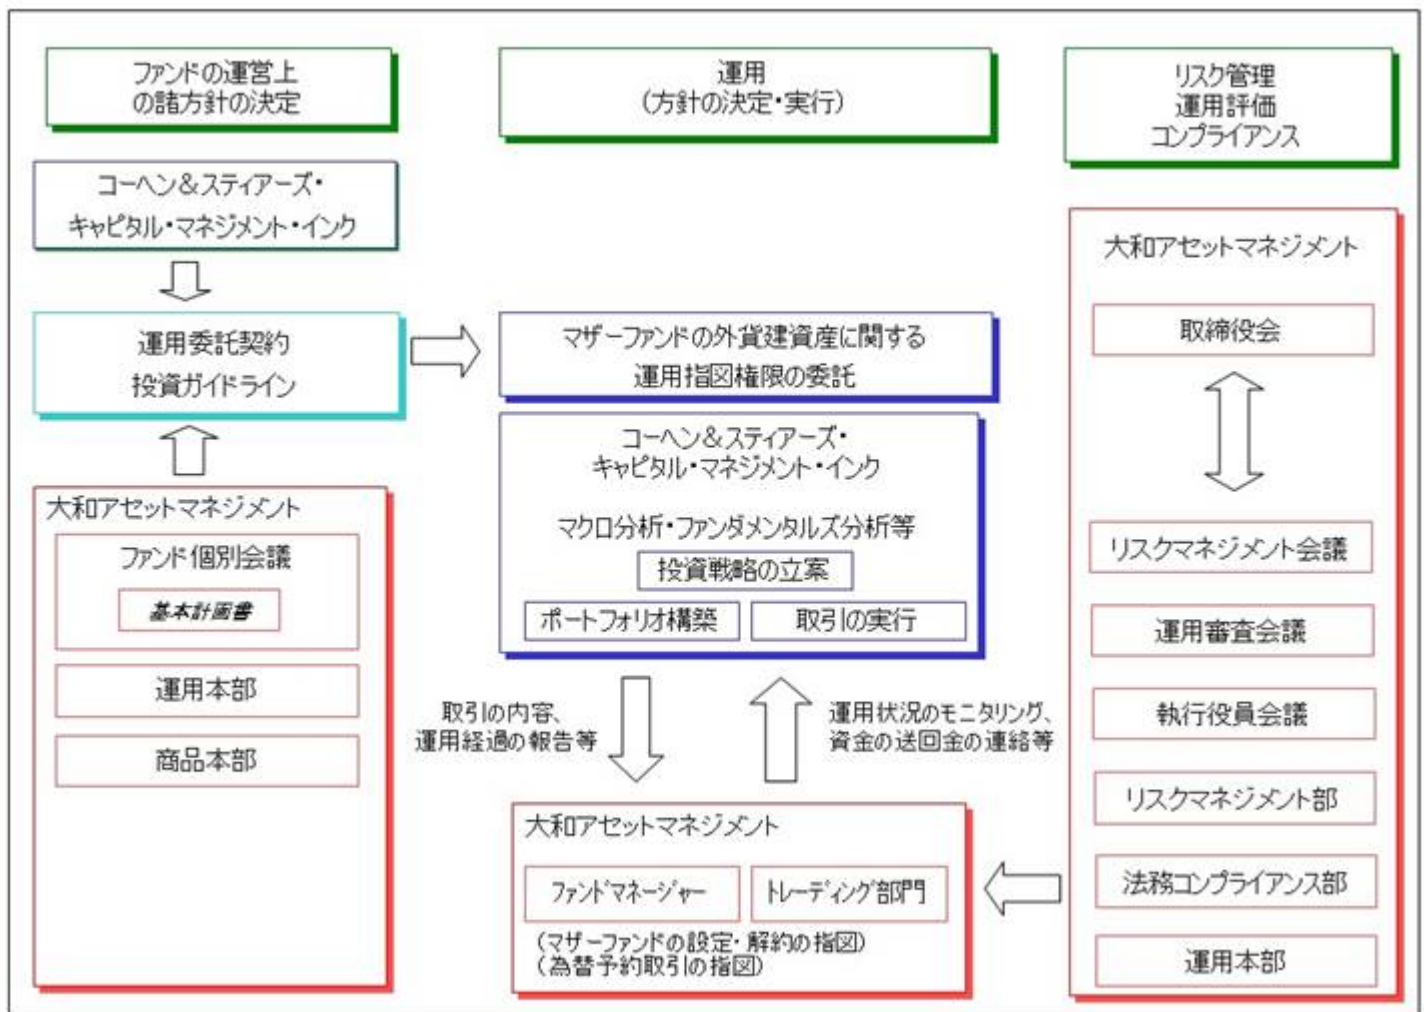 ファンドの運営上
の諸方針の決定
運用
(方針の決定・実行)
リスク管理
運用評価
コンプライアンス
コーヘン&スティアーズ・
キャピタル・マネジメント・インク
運用委託契約
投資ガイドライン
大和アセットマネジメント
ファンド個別会議
基本計画書
運用本部
商品本部
マザーファンドの外貨建資産に関する
運用指図権限の委託
コーヘン&スティアーズ・
キャピタル・マネジメント・インク
マクロ分析・ファンダメンタルズ分析等
投資戦略の立案
ポートフォリオ構築
取引の実行
取引の内容、
運用経過の報告等
運用状況のモニタリング、
資金の送回金の連絡等
大和アセットマネジメント
ファンドマネージャー
トレーディング部門
(マザーファンドの設定・解約の指図)
(為替予約取引の指図)
大和アセットマネジメント
取締役会
リスクマネジメント会議
運用審査会議
執行役員会議
リスクマネジメント部
法務コンプライアンス部
運用本部